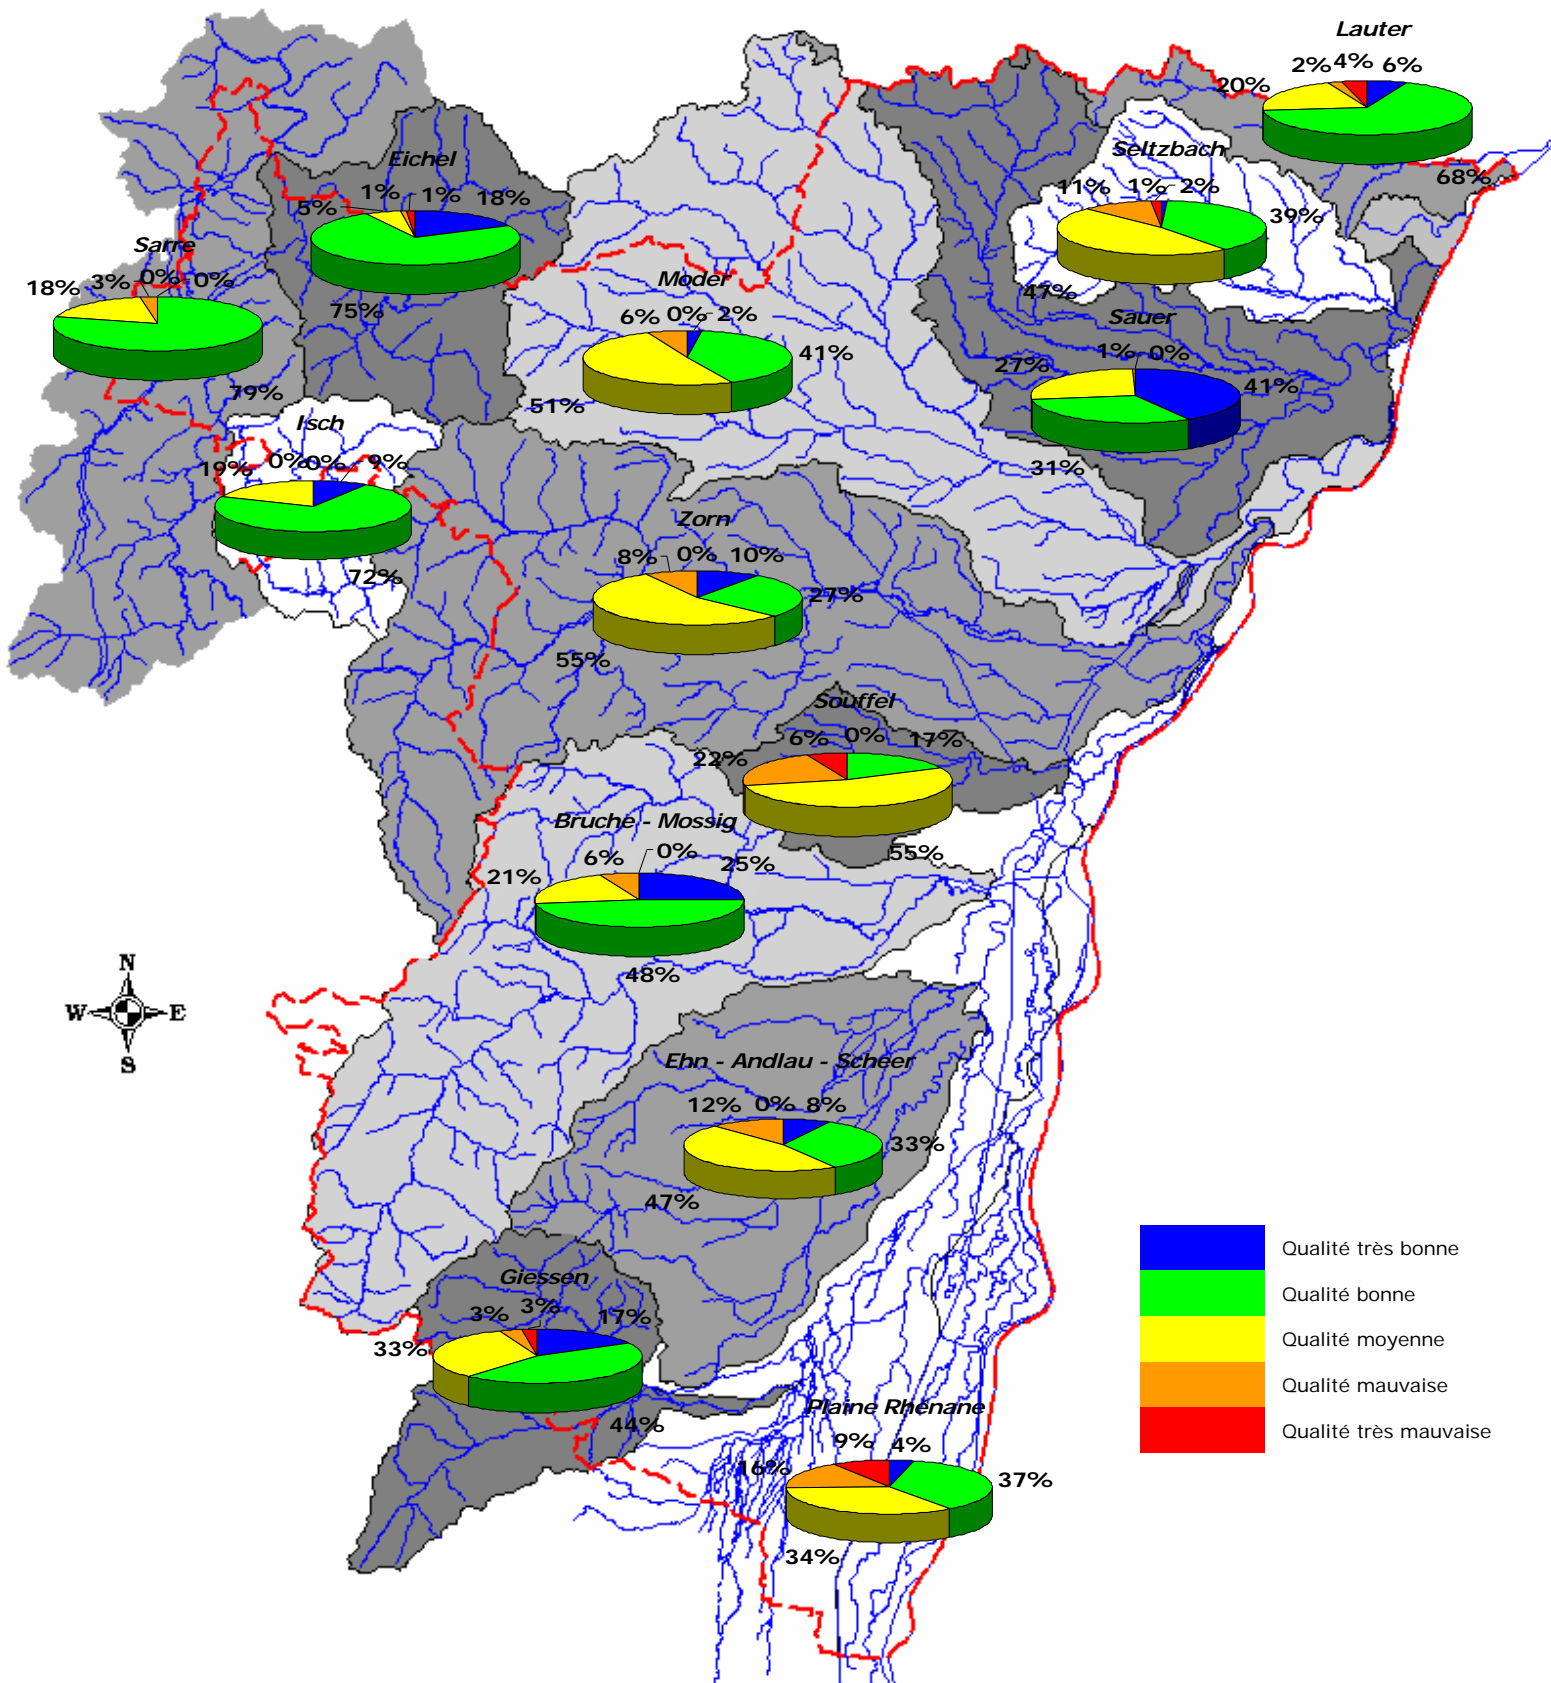 Lauter
2% 4% 6%
20%
68%
Seltzbach
11% 1% 2%
39%
47%
Eichel
5% 1% 1% 18%
75%
Sarre
18% 3% 0% 0%
79%
Moder
6% 0% 2%
41%
51%
Sauer
27% 1% 0%
41%
31%
Isch
19% 0% 0% 9%
72%
Zorn
8% 0% 10%
27%
55%
Souffel
22% 6% 0% 17%
55%
Bruche - Mossig
21% 6% 0% 25%
48%
N
W E
S
Ehn - Andlau - Scheer
12% 0% 8%
33%
47%
Giessen
33% 3% 3% 17%
44%
Plaine Rhénane
16% 9% 4%
37%
34%
Qualité très bonne
Qualité bonne
Qualité moyenne
Qualité mauvaise
Qualité très mauvaise